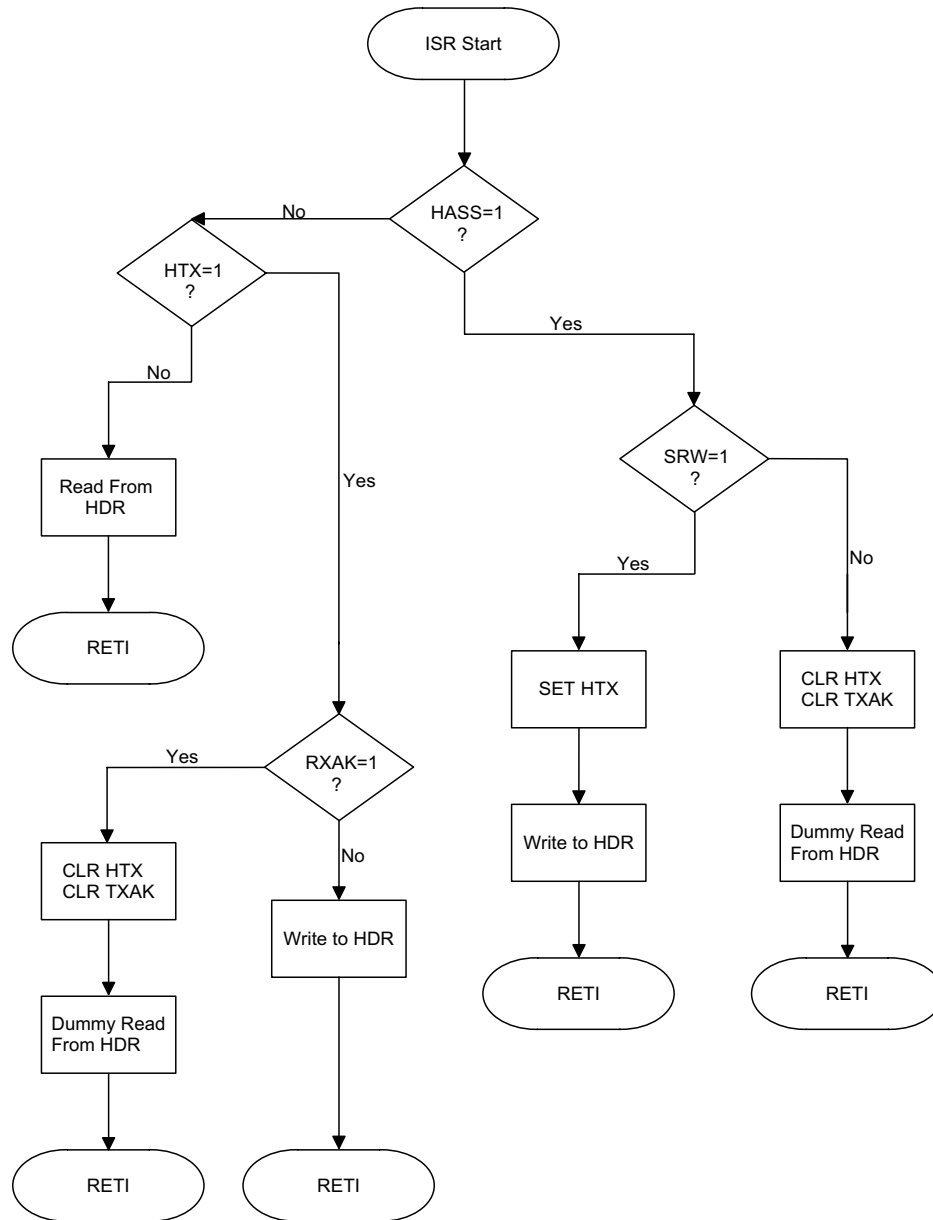 ISR Start
HASS=1
?
No
Yes
HTX=1
?
No
Yes
Read From
HDR
RETI
SRW=1
?
Yes
No
SET HTX
Write to HDR
RETI
CLR HTX
CLR TXAK
Dummy Read
From HDR
RETI
RXAK=1
?
Yes
No
CLR HTX
CLR TXAK
Dummy Read
From HDR
RETI
Write to HDR
RETI